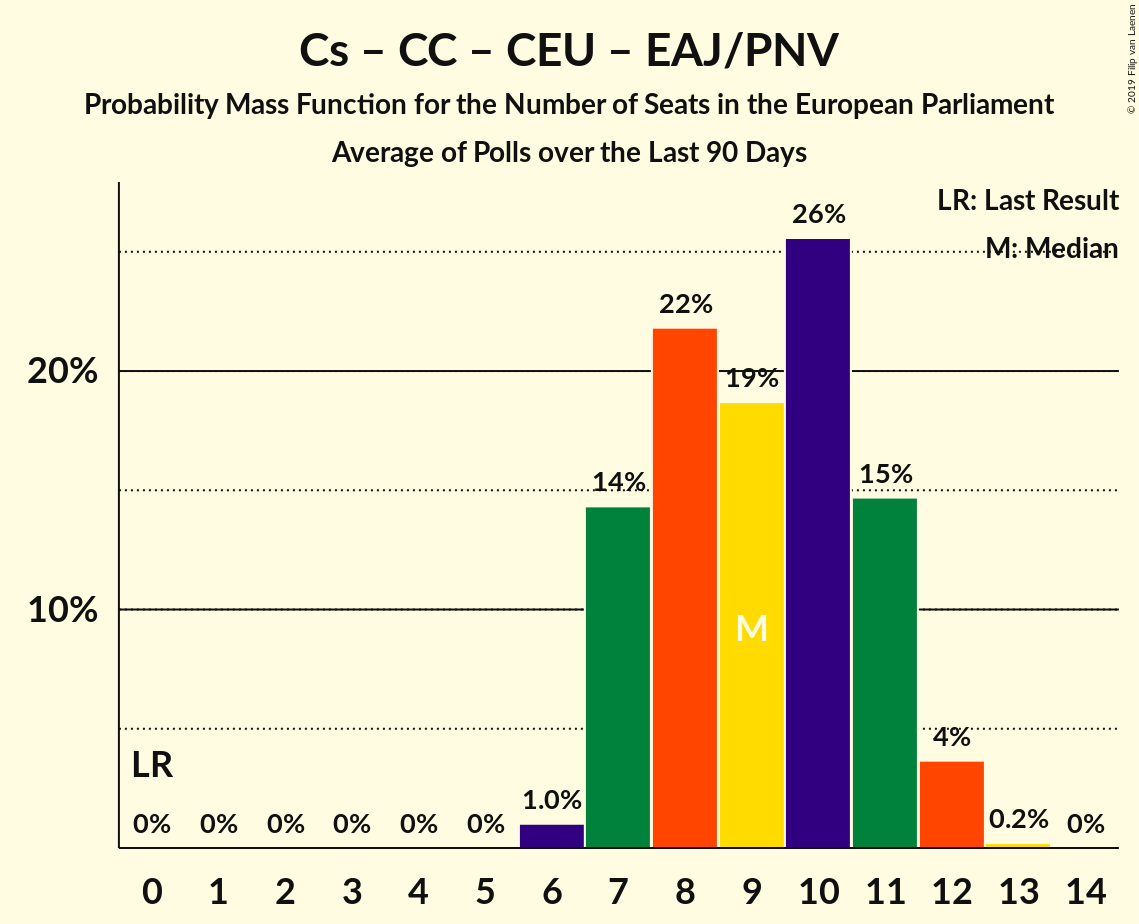 Cs – CC – CEU – EAJ/PNV
Probability Mass Function for the Number of Seats in the European Parliament
Average of Polls over the Last 90 Days
© 2019 Filip van Laenen
LR: Last Result
M: Median
26%
22%
20%
19%
14%
15%
10%
M
LR
4%
1.0%
0% 0% 0% 0% 0% 0% 0.2% 0%
0 1 2 3 4 5 6 7 8 9 10 11 12 13 14